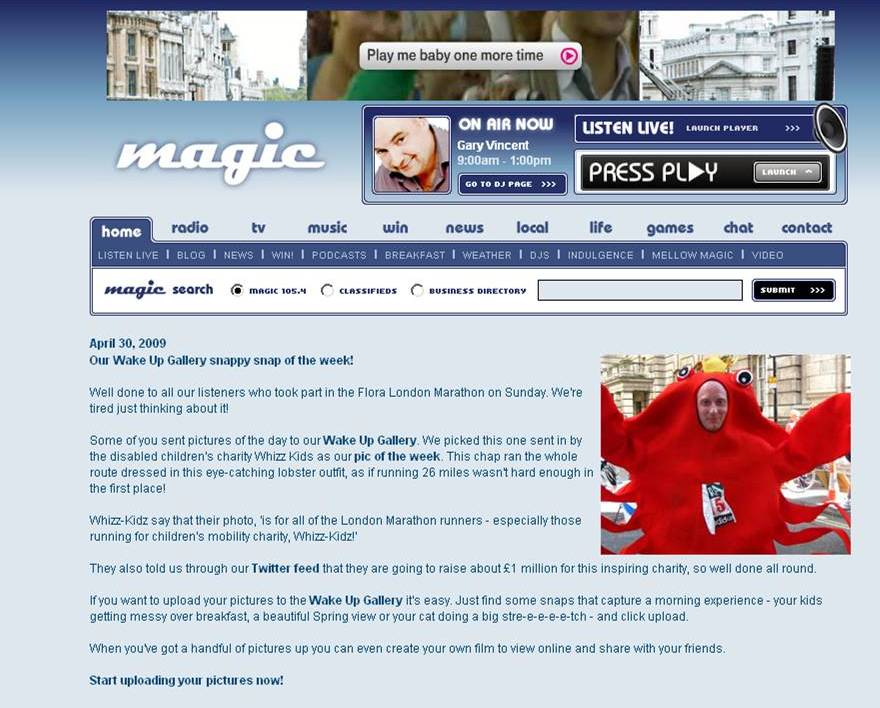 Play me baby one more time
magic
ON AIR NOW
Gary Vincent
9:00am - 1:00pm
GO TO DJ PAGE >>>
LISTEN LIVE! LAUNCH PLAYER >>>
PRESS PLAY LAUNCH
home radio tv music win news local life games chat contact
LISTEN LIVE | BLOG | NEWS | WIN! | PODCASTS | BREAKFAST | WEATHER | DJS | INDULGENCE | MELLOW MAGIC | VIDEO
magic search MAGIC 105.4 CLASSIFIEDS BUSINESS DIRECTORY SUBMIT >>>
April 30, 2009
Our Wake Up Gallery snappy snap of the week!
Well done to all our listeners who took part in the Flora London Marathon on Sunday. We're
tired just thinking about it!
Some of you sent pictures of the day to our Wake Up Gallery. We picked this one sent in by
the disabled children's charity Whizz Kids as our pic of the week. This chap ran the whole
route dressed in this eye-catching lobster outfit, as if running 26 miles wasn't hard enough in
the first place!
Whizz-Kidz say that their photo, 'is for all of the London Marathon runners - especially those
running for children's mobility charity, Whizz-Kidz!'
They also told us through our Twitter feed that they are going to raise about £1 million for this inspiring charity, so well done all round.
If you want to upload your pictures to the Wake Up Gallery it's easy. Just find some snaps that capture a morning experience - your kids
getting messy over breakfast, a beautiful Spring view or your cat doing a big stre-e-e-e-e-tch - and click upload.
When you've got a handful of pictures up you can even create your own film to view online and share with your friends.
Start uploading your pictures now!
5